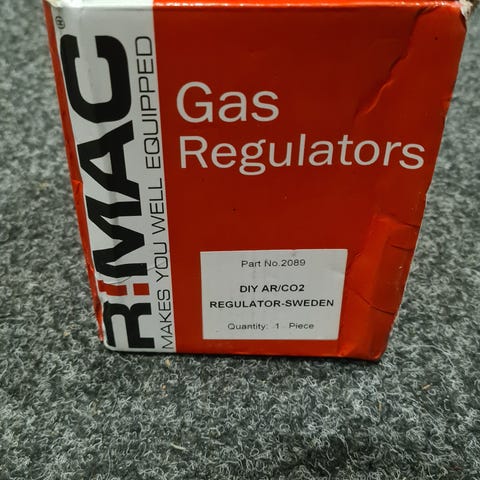 R:MAC®
MAKES YOU WELL EQUIPPED
Gas
Regulators
Part No.2089
DIY AR/CO2
REGULATOR-SWEDEN
Quantity: 1 Piece